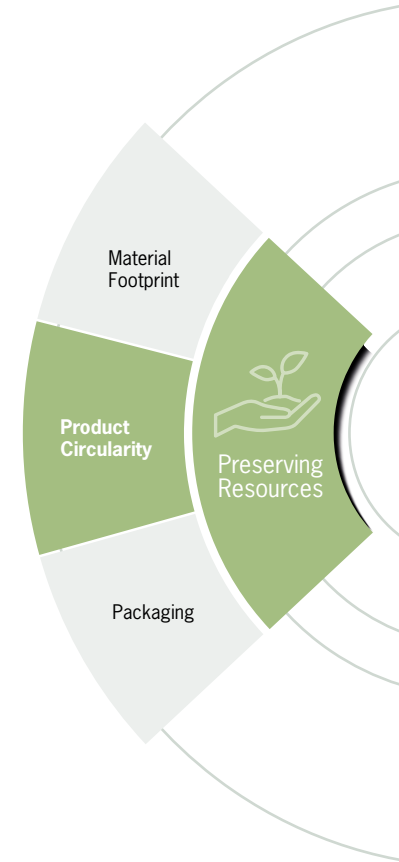 Material
Footprint
Product
Circularity
Preserving
Resources
Packaging